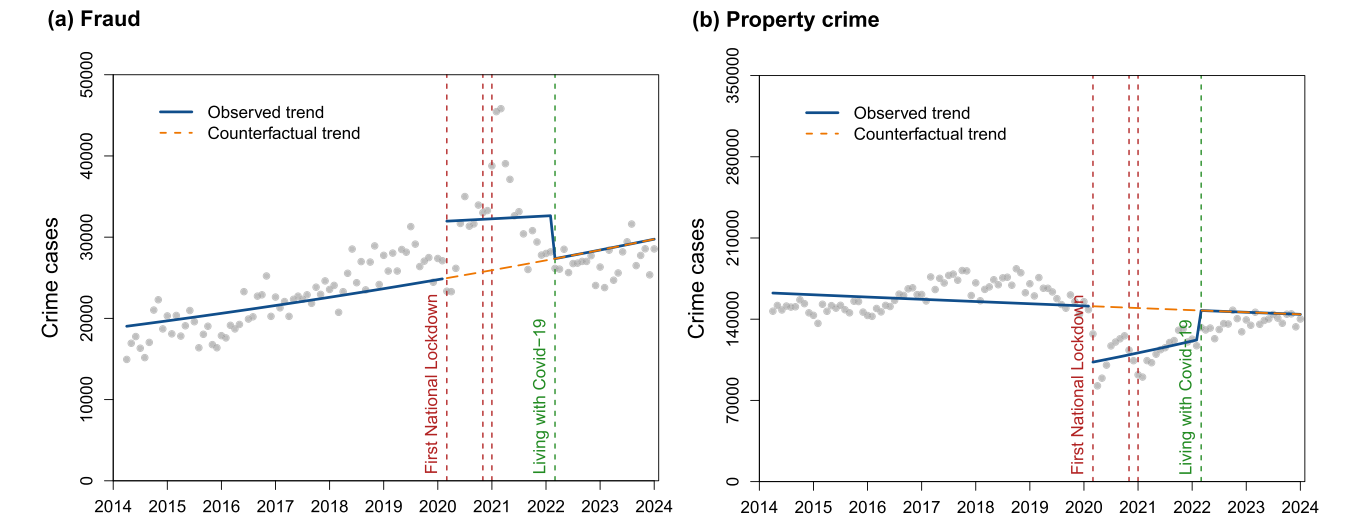 (a) Fraud
Crime cases
50000
40000
30000
20000
10000
0
Observed trend
Counterfactual trend
First National Lockdown
Living with Covid−19
2014 2015 2016 2017 2018 2019 2020 2021 2022 2023 2024
(b) Property crime
Crime cases
350000
280000
210000
140000
70000
0
Observed trend
Counterfactual trend
First National Lockdown
Living with Covid−19
2014 2015 2016 2017 2018 2019 2020 2021 2022 2023 2024